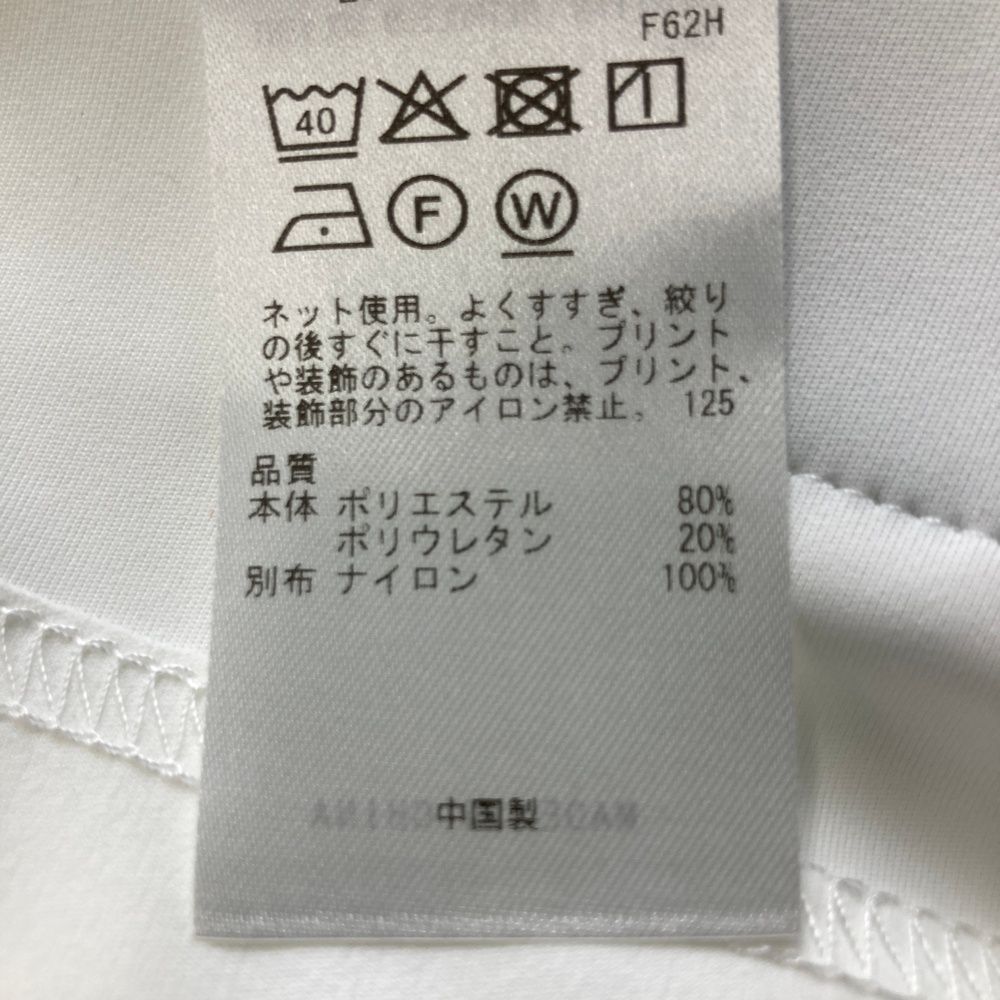 F62H
40
F W
ネット使用。よくすすぎ、絞り
の後すぐに干すこと。プリント
や装飾のあるものは、プリント、
装飾部分のアイロン禁止。 125
品質
本体 ポリエステル 80%
ポリウレタン 20%
別布 ナイロン 100%
中国製